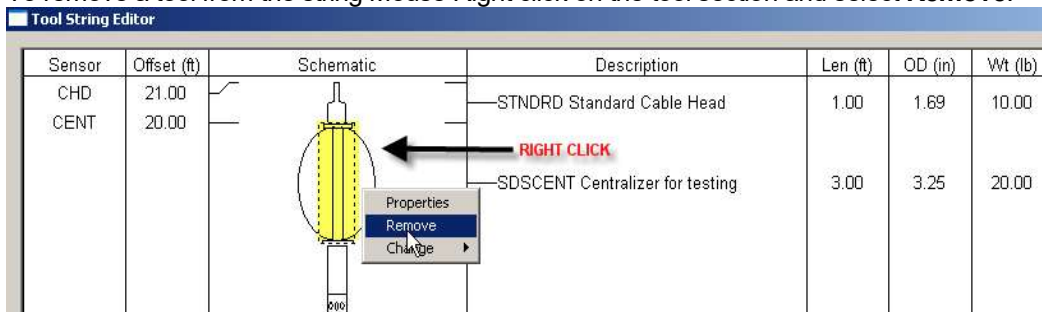 To remove a tool from the string Mouse Right click on the tool section and select Remove.
Tool String Editor
Sensor Offset (ft) Schematic Description Len (ft) OD (in) Wt (lb)
CHD 21.00 STNDRD Standard Cable Head 1.00 1.69 10.00
CENT 20.00
RIGHT CLICK
SDSCENT Centralizer for testing 3.00 3.25 20.00
Properties
Remove
Change